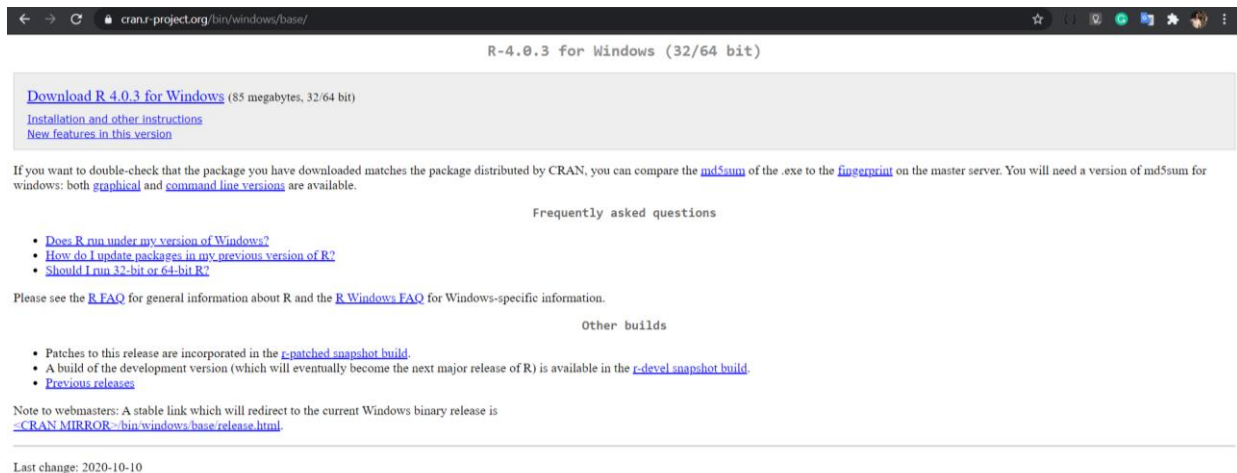 cran.r-project.org/bin/windows/base/
R-4.0.3 for Windows (32/64 bit)
Download R 4.0.3 for Windows (85 megabytes, 32/64 bit)
Installation and other instructions
New features in this version
If you want to double-check that the package you have downloaded matches the package distributed by CRAN, you can compare the md5sum of the .exe to the fingerprint on the master server. You will need a version of md5sum for
windows: both graphical and command line versions are available.
Frequently asked questions
• Does R run under my version of Windows?
• How do I update packages in my previous version of R?
• Should I run 32-bit or 64-bit R?
Please see the R FAQ for general information about R and the R Windows FAQ for Windows-specific information.
Other builds
• Patches to this release are incorporated in the r-patched snapshot build.
• A build of the development version (which will eventually become the next major release of R) is available in the r-devel snapshot build.
• Previous releases
Note to webmasters: A stable link which will redirect to the current Windows binary release is
<CRAN MIRROR>/bin/windows/base/release.html.
Last change: 2020-10-10